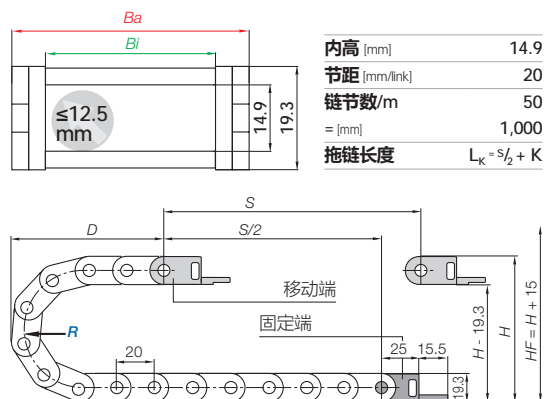 Ba
Bi
≤12.5
mm
14.9
19.3
内高 [mm] 14.9
节距 [mm/link] 20
链节数/m 50
= [mm] 1,000
拖链长度 LK = S/2 + K
S
D
S/2
移动端
固定端
R
20
25
15.5
19.3
H - 19.3
H
HF = H + 15